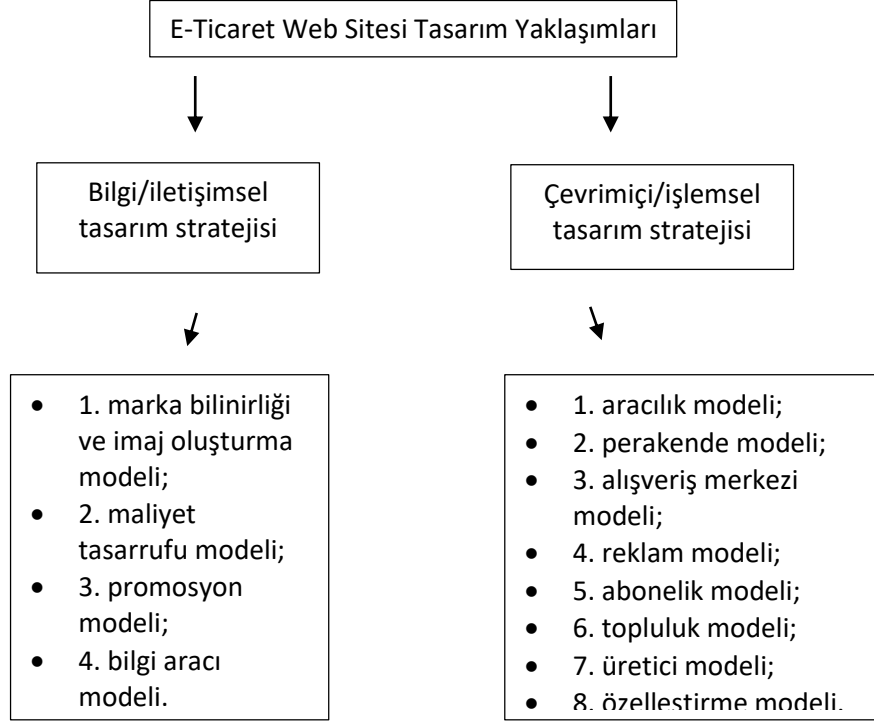 E-Ticaret Web Sitesi Tasarım Yaklaşımları
Bilgi/iletişimsel
tasarım stratejisi
Çevrimiçi/işlemsel
tasarım stratejisi
• 1. marka bilinirliği
ve imaj oluşturma
modeli;
• 2. maliyet
tasarrufu modeli;
• 3. promosyon
modeli;
• 4. bilgi aracı
modeli.
• 1. aracılık modeli;
• 2. perakende modeli;
• 3. alışveriş merkezi
modeli;
• 4. reklam modeli;
• 5. abonelik modeli;
• 6. topluluk modeli;
• 7. üretici modeli;
• 8. özelleştirme modeli.